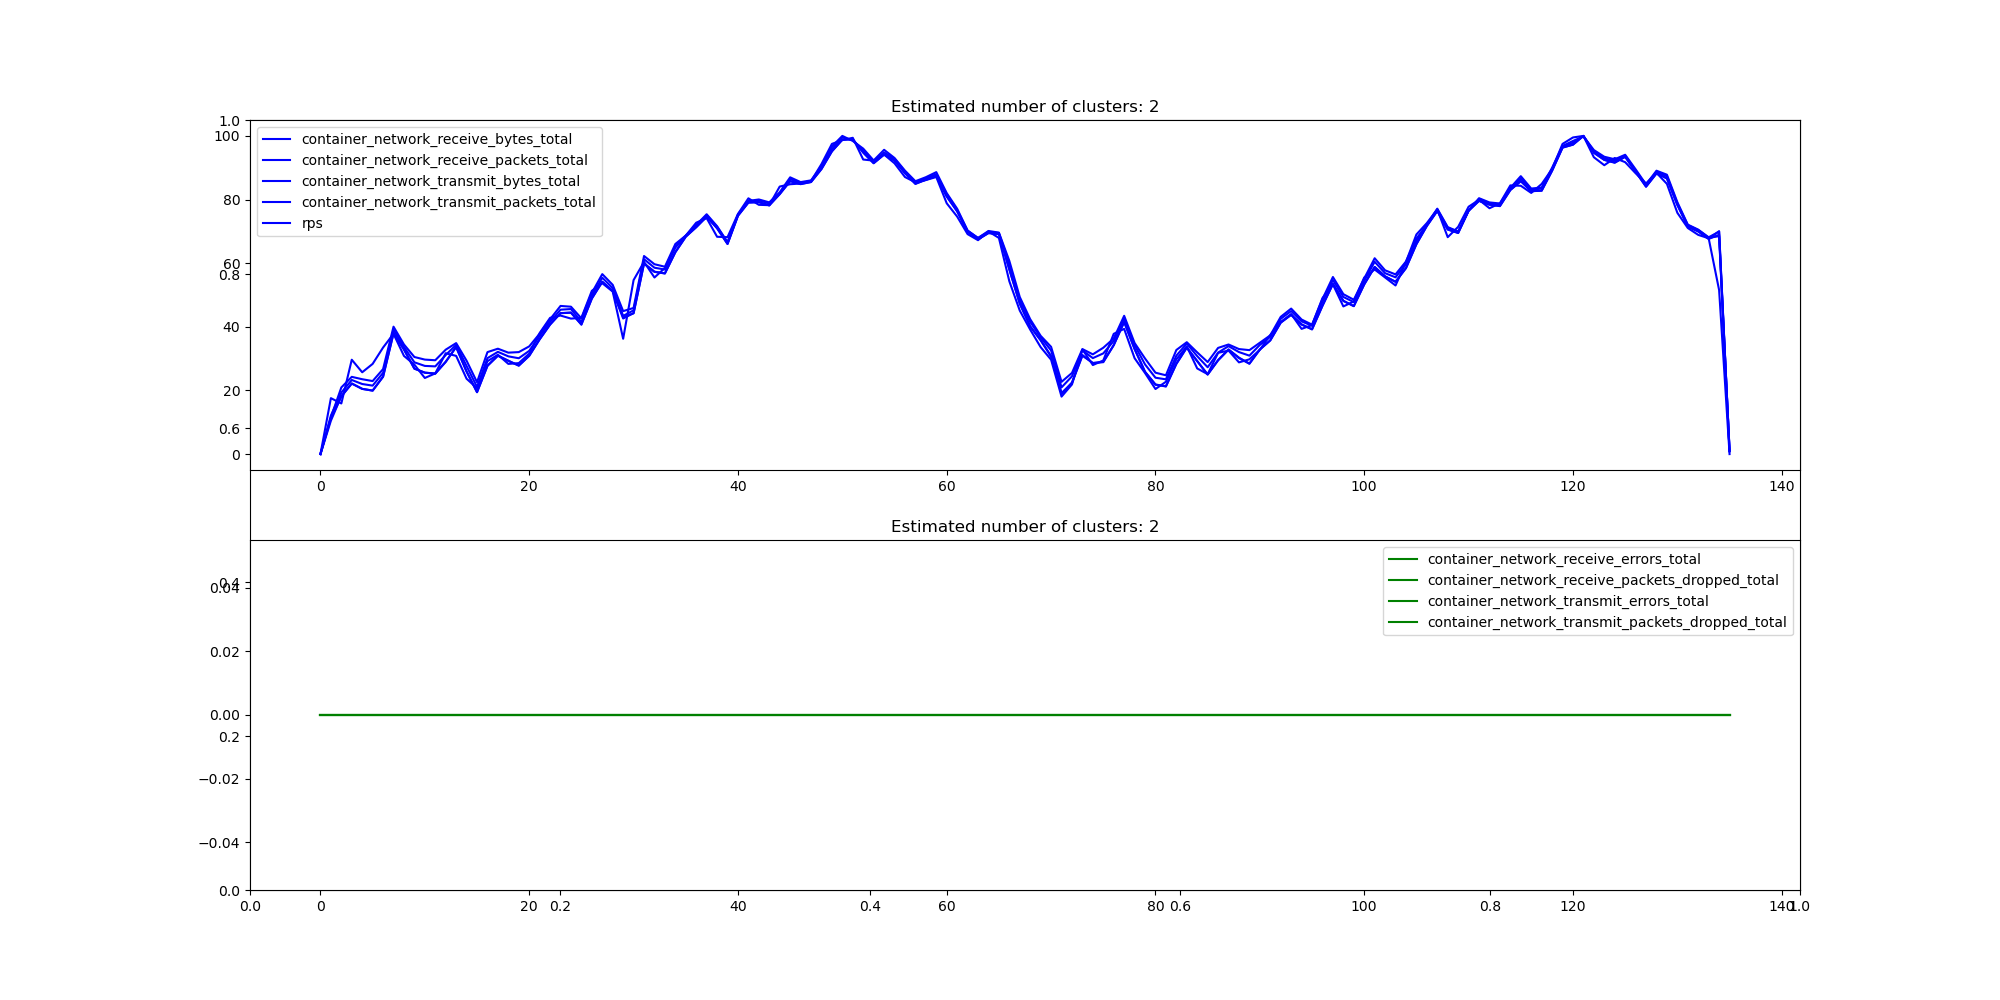 Estimated number of clusters: 2
1.0
100
80
60
0.8
40
20
0.6
0
container_network_receive_bytes_total
container_network_receive_packets_total
container_network_transmit_bytes_total
container_network_transmit_packets_total
rps
0 20 40 60 80 100 120 140
Estimated number of clusters: 2
0.4
0.04
0.02
0.00
0.2
−0.02
−0.04
0.0
container_network_receive_errors_total
container_network_receive_packets_dropped_total
container_network_transmit_errors_total
container_network_transmit_packets_dropped_total
0.0 0 20 0.2 40 0.4 60 80 0.6 100 0.8 120 140 1.0